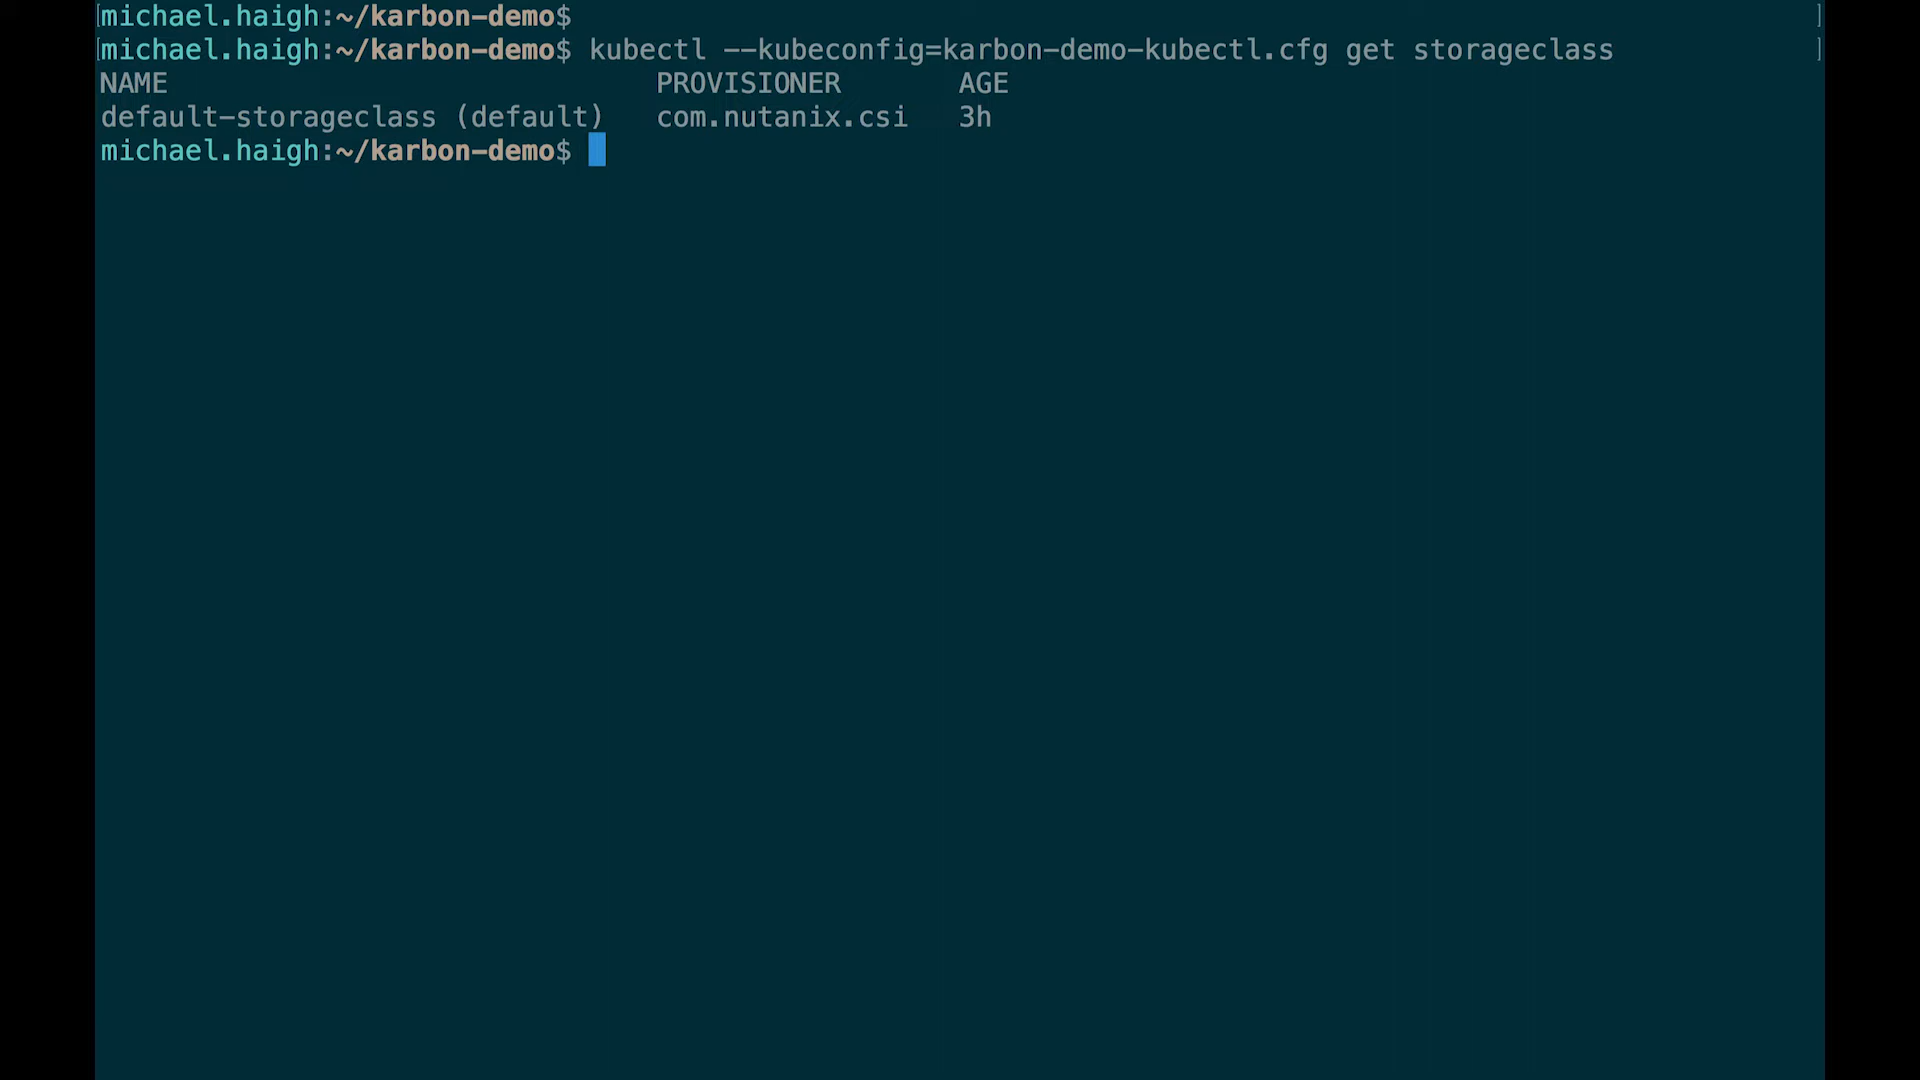 [michael.haigh:~/karbon-demo$ ]
[michael.haigh:~/karbon-demo$ kubectl --kubeconfig=karbon-demo-kubectl.cfg get storageclass ]
NAME PROVISIONER AGE
default-storageclass (default) com.nutanix.csi 3h
michael.haigh:~/karbon-demo$